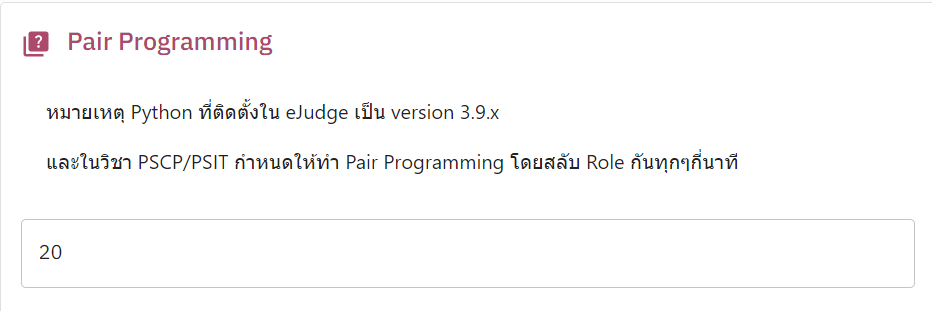 Pair Programming
หมายเหตุ Python ที่ติดตั้งใน eJudge เป็น version 3.9.x
และในวิชา PSCP/PSIT กำหนดให้ทำ Pair Programming โดยสลับ Role กันทุกๆกี่นาที
20